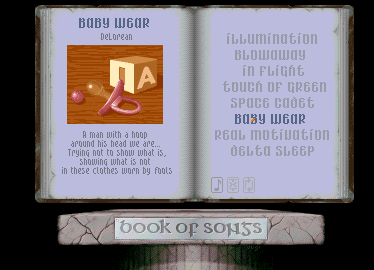 BABY WEAR
DeLorean
A man with a hoop
around his head we are...
Trying not to show what is,
showing what is not
in these clothes worn by fools
A
ILLUMINATION
BLOWAWAY
IN FLIGHT
TOUCH OF GREEN
SPACE CADET
BABY WEAR
REAL MOTIVATION
DELTA SLEEP
BOOK OF SONGS